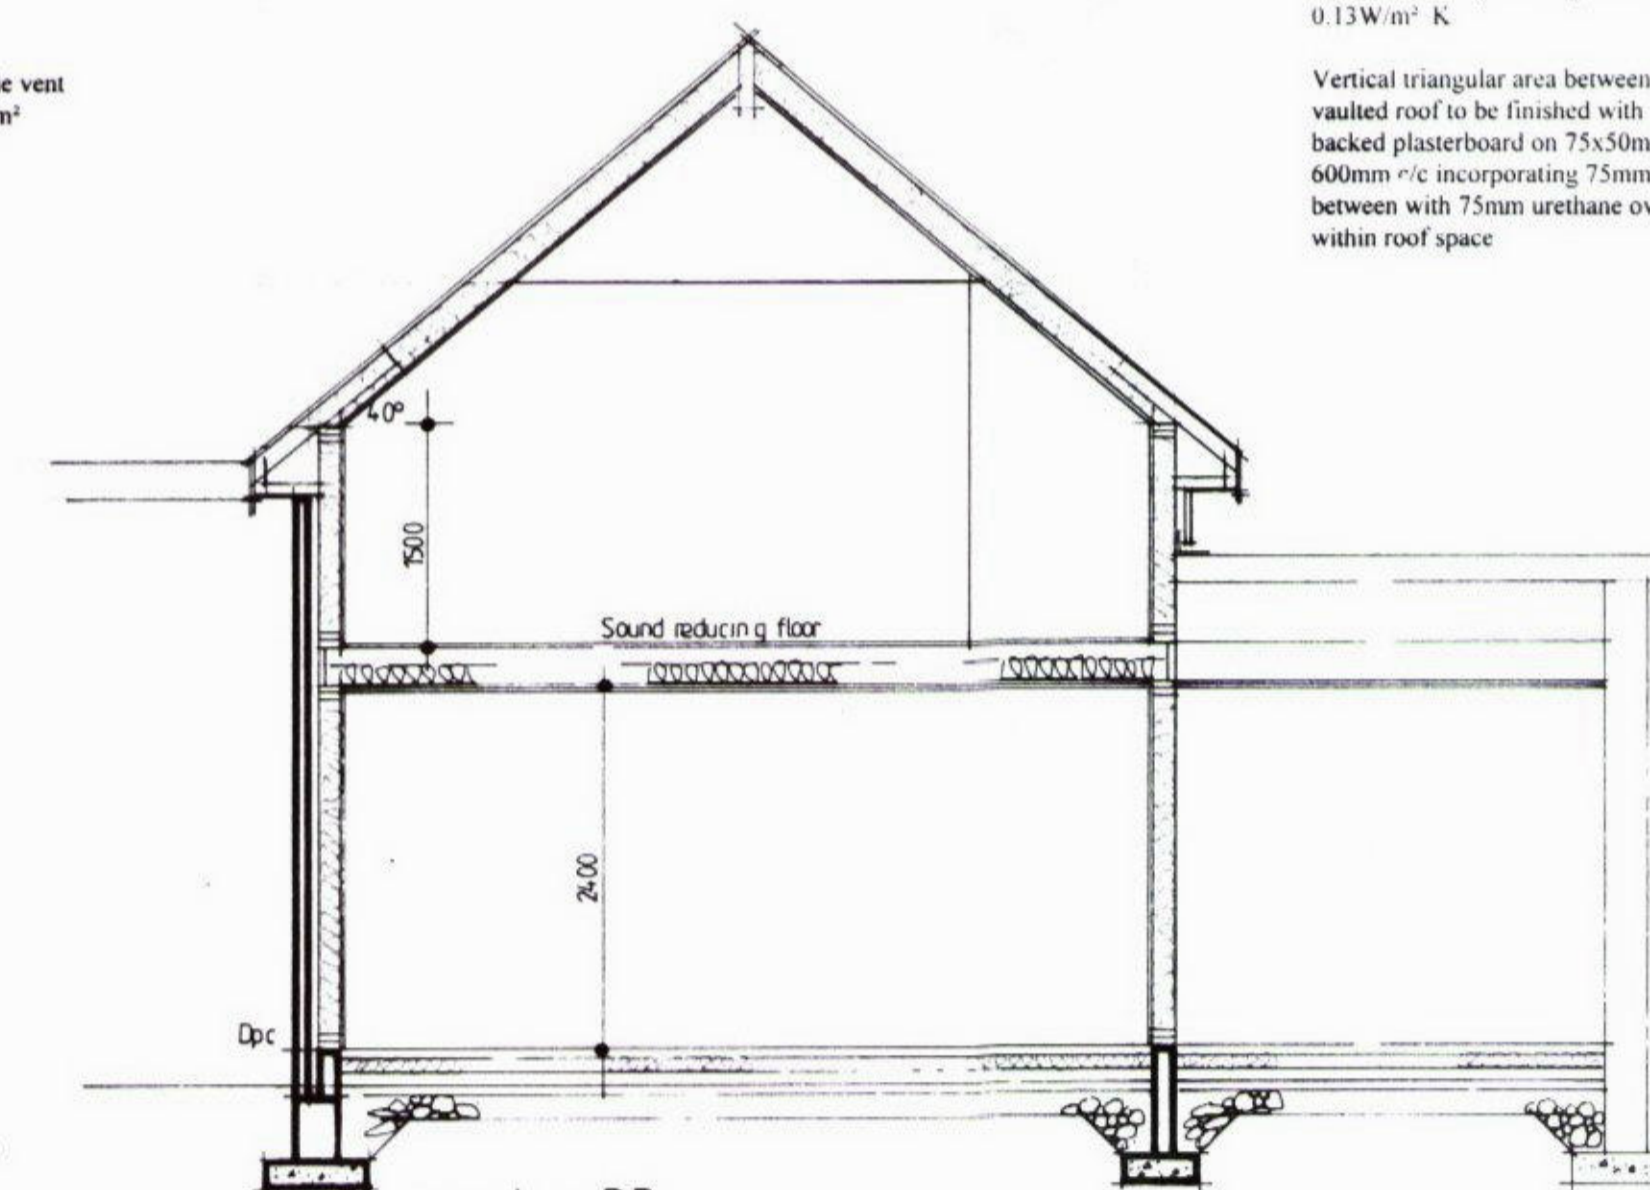 0.13W/m² K
e vent
m²
Vertical triangular area between
vaulted roof to be finished with
backed plasterboard on 75x50m
600mm c/c incorporating 75mm
between with 75mm urethane ov
within roof space
40°
1500
Sound reducing floor
2400
Dpc